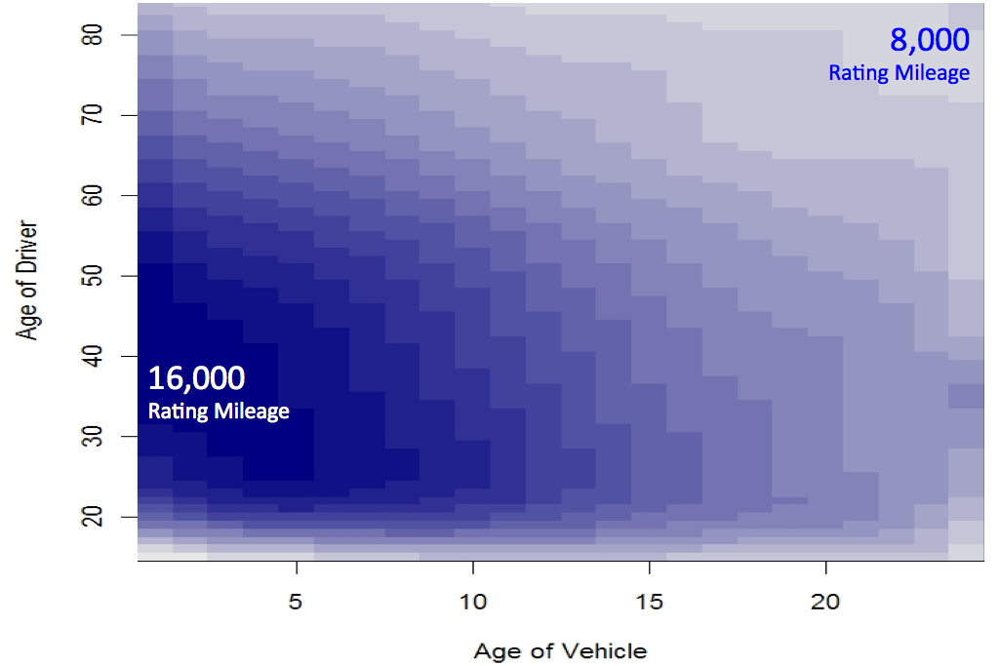 80
70
60
50
40
30
20
Age of Driver
8,000
Rating Mileage
16,000
Rating Mileage
5 10 15 20
Age of Vehicle